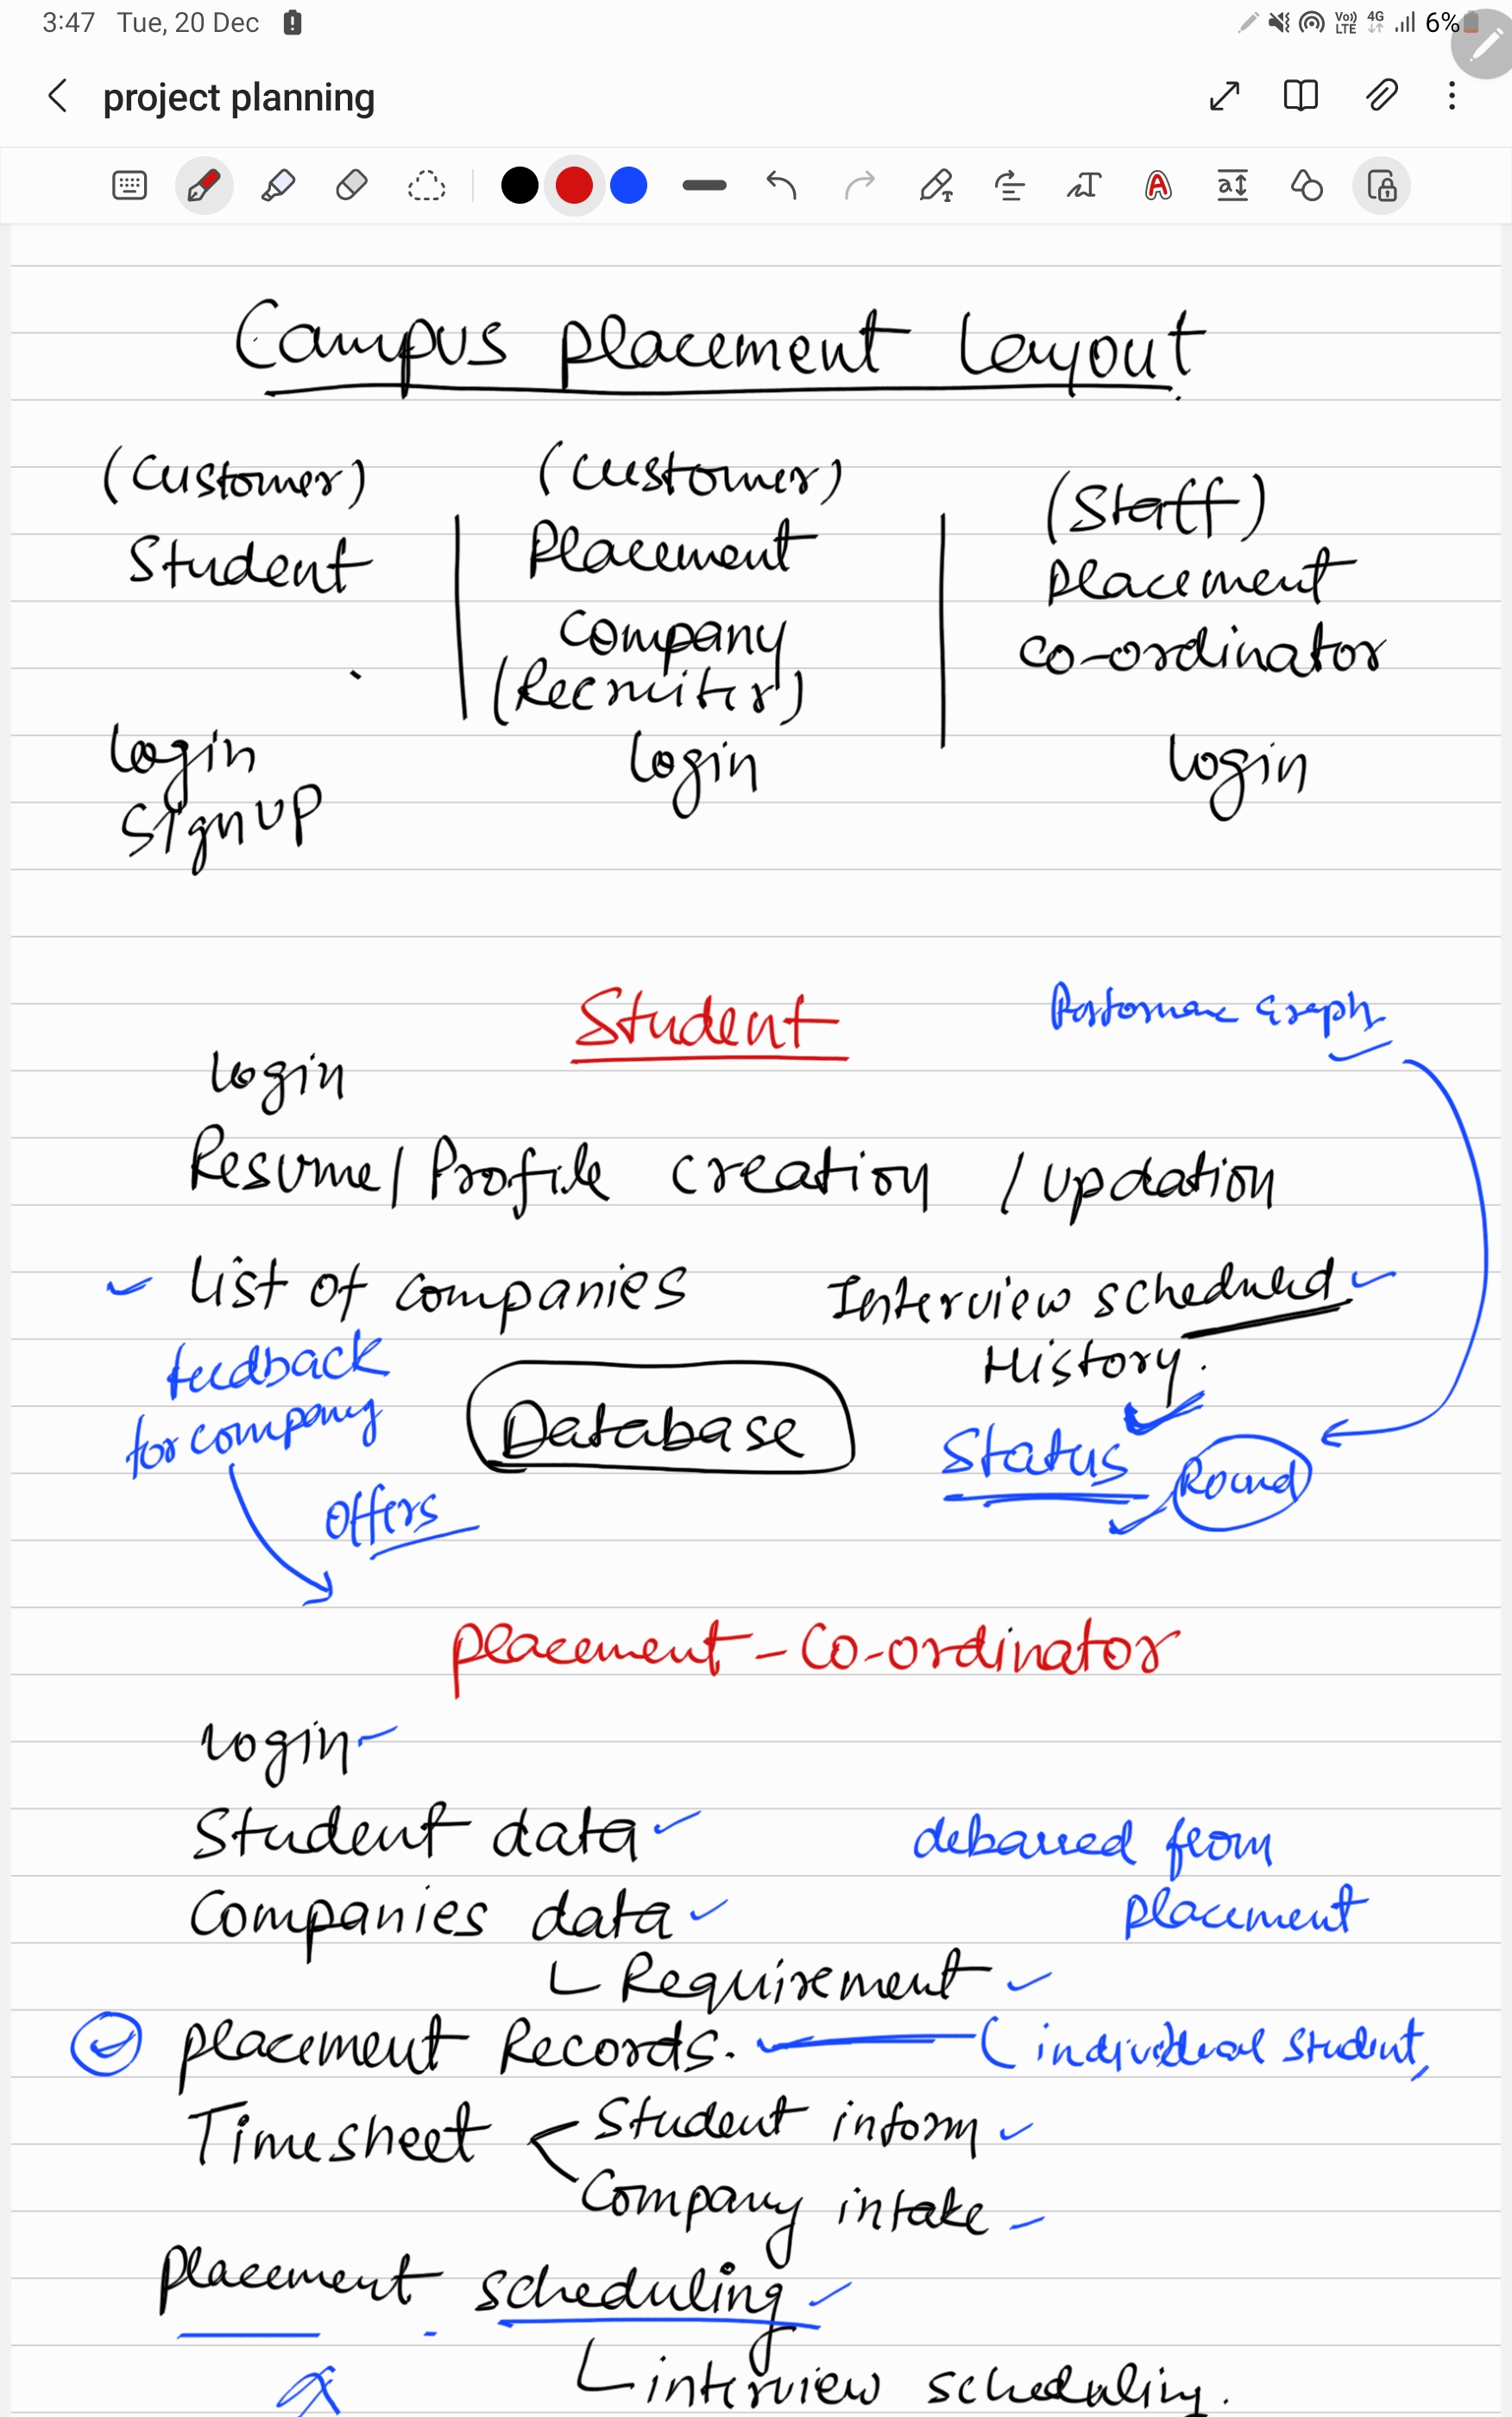 3:47 Tue, 20 Dec
Vo)) LTE 4G 6%
project planning
Campus placement Layout
(Customer) (Customer) (Staff)
Student Placement placement
Company co-ordinator
(Recruiter)
Login Login Login
Signup
Student
Graph
Login
Resume/Profile creation / updation
List of companies Interview scheduled
feedback History.
for company Database Status Round
offers
placement-Co-ordinator
login
Student data debarred from
Companies data placement
Requirement
placement Records. (individual student,
Timesheet Student inform
Company intake
placement scheduling
interview scheduling.